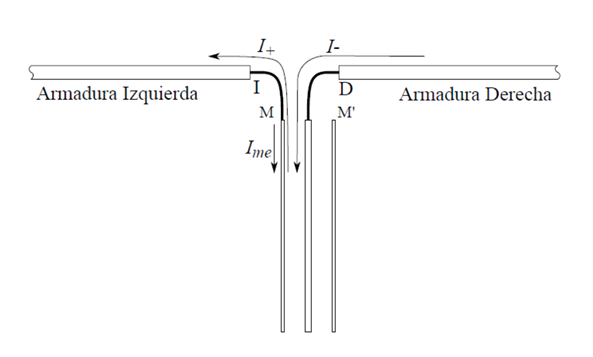 I+ I-
Armadura Izquierda I D Armadura Derecha
M M'
Ime